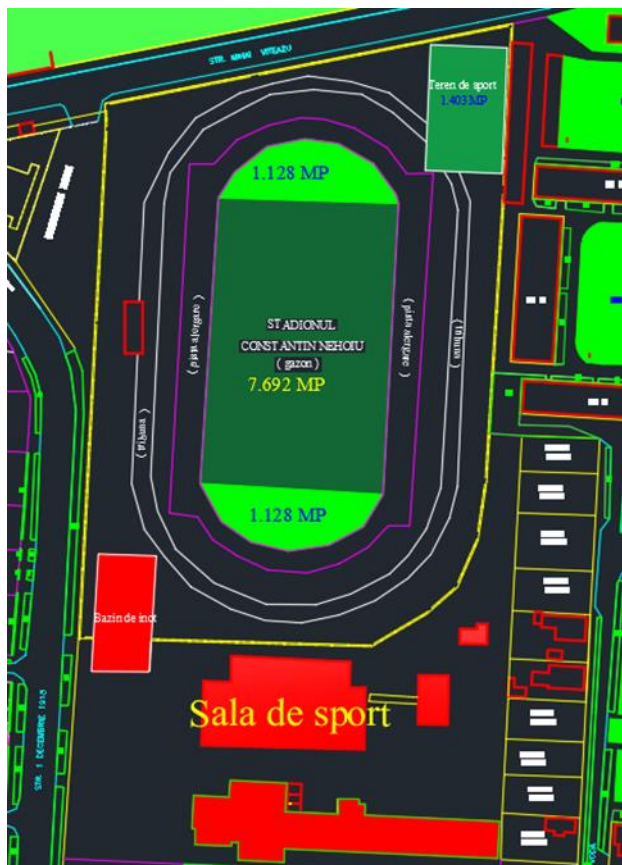 STR. MIHAI VITEAZU
Teren de sport
1.403 MP
1.128 MP
( pista alergare )
STADIONUL
CONSTANTIN NEHOIU
( gazon )
7.692 MP
( pista alergare )
( tribuna )
( tribuna )
1.128 MP
Bazin de inot
Sala de sport
STR. 1 DECEMBRIE 1918